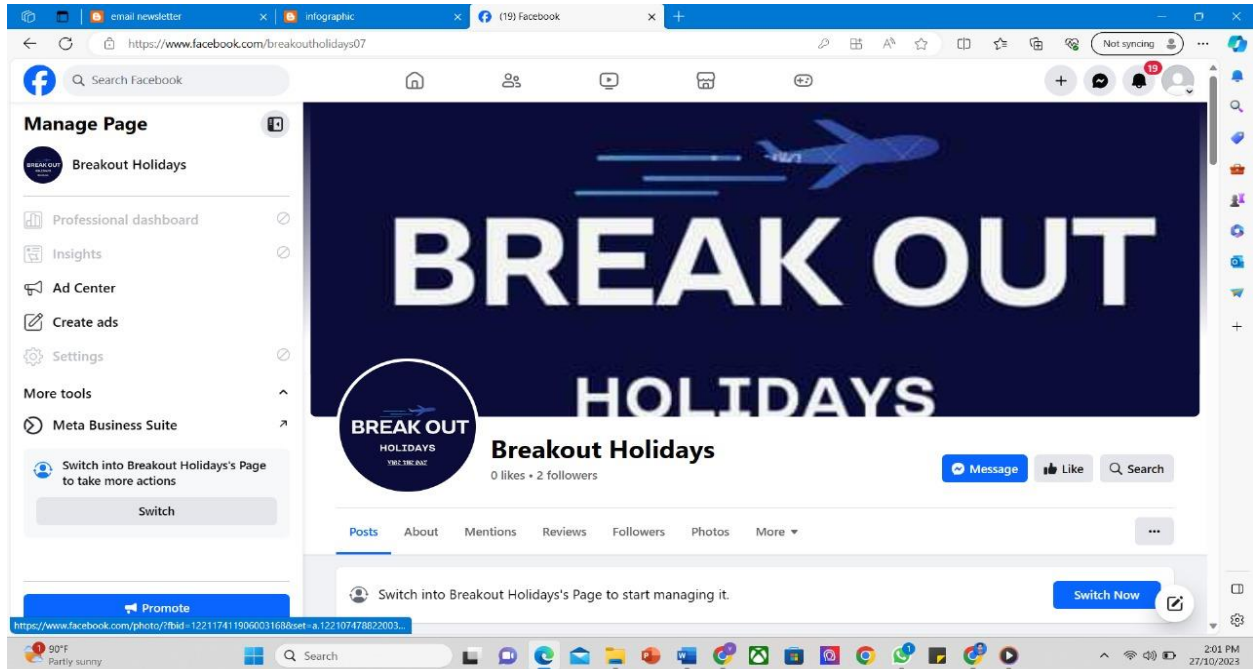 email newsletter
infographic
(19) Facebook
https://www.facebook.com/breakoutholidays07
Not syncing
Search Facebook
19
Manage Page
Breakout Holidays
Professional dashboard
Insights
Ad Center
Create ads
Settings
More tools
Meta Business Suite
Switch into Breakout Holidays's Page
to take more actions
Switch
Promote
BREAK OUT
HOLIDAYS
BREAK OUT
HOLIDAYS
Breakout Holidays
0 likes • 2 followers
Message
Like
Search
Posts
About
Mentions
Reviews
Followers
Photos
More
Switch into Breakout Holidays's Page to start managing it.
Switch Now
90°F
Partly sunny
Search
2:01 PM
27/10/2023